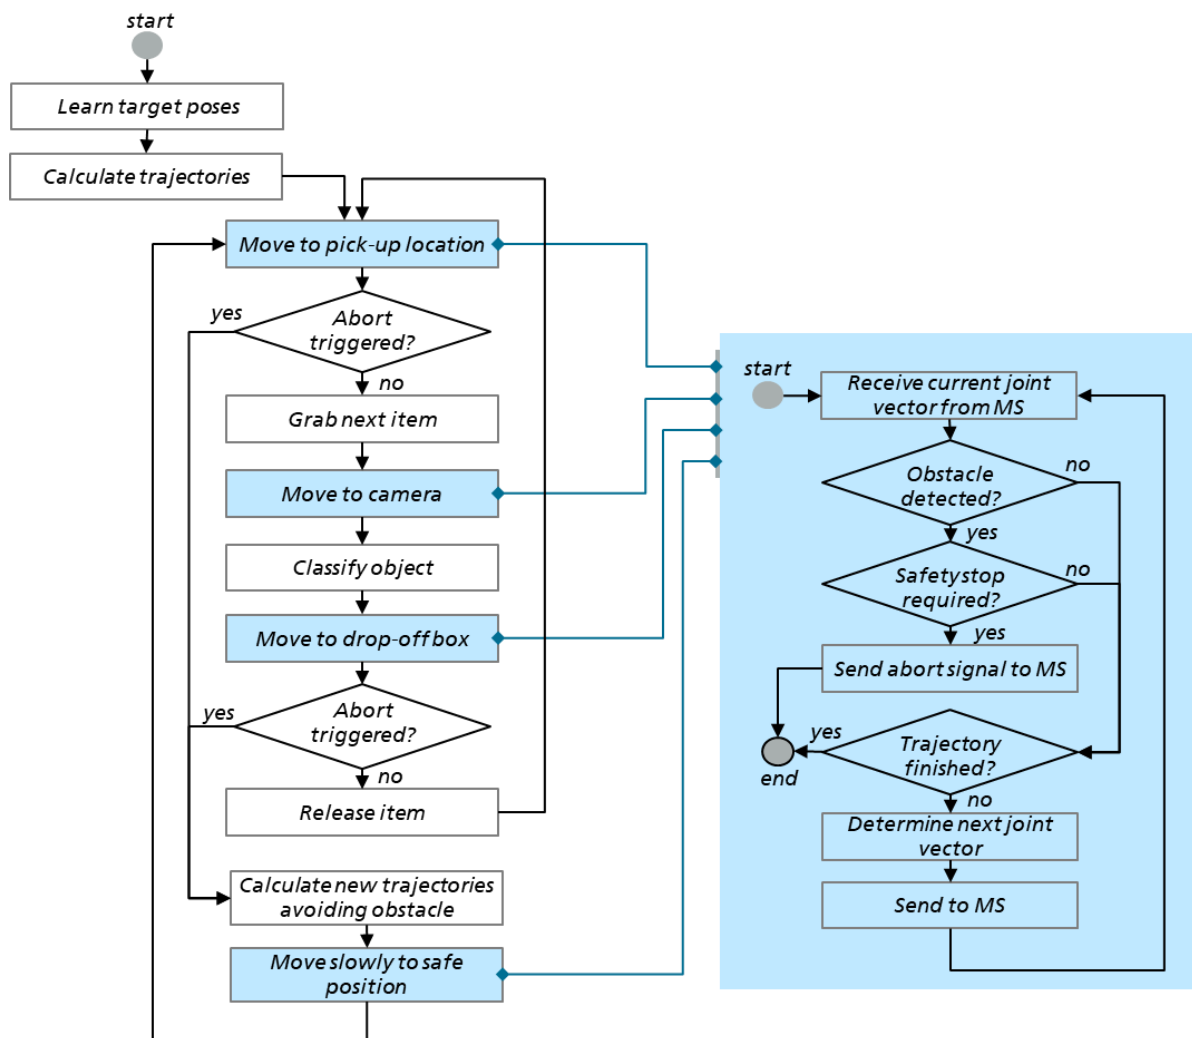 start
Learn target poses
Calculate trajectories
Move to pick-up location
yes
Abort
triggered?
no
Grab next item
Move to camera
Classify object
Move to drop-off box
yes
Abort
triggered?
no
Release item
Calculate new trajectories
avoiding obstacle
Move slowly to safe
position
start
Receive current joint
vector from MS
Obstacle
detected?
no
yes
Safety stop
required?
no
yes
Send abort signal to MS
yes
Trajectory
finished?
end
no
Determine next joint
vector
Send to MS